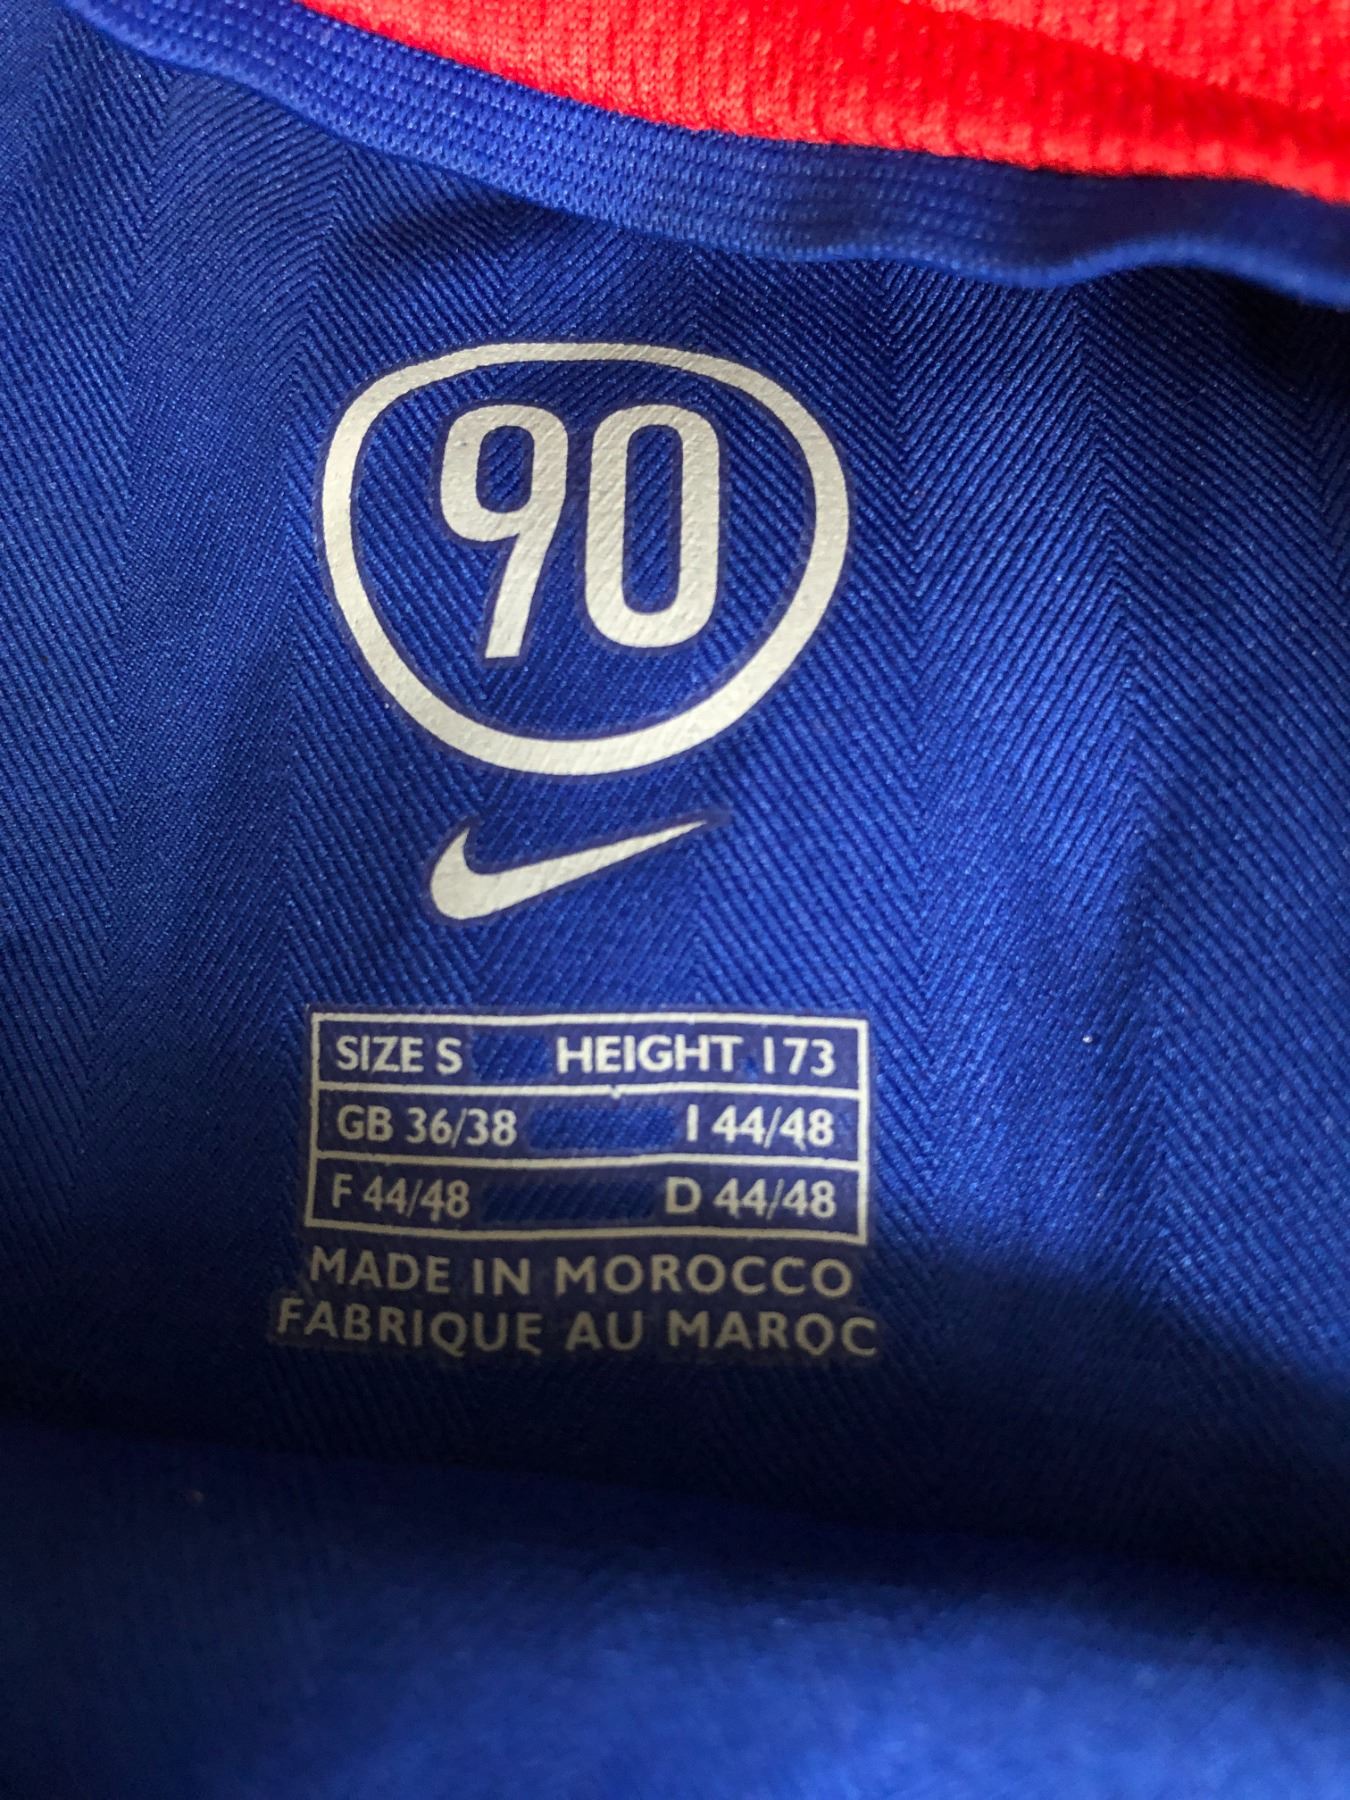 90
SIZE S HEIGHT 173
GB 36/38 I 44/48
F 44/48 D 44/48
MADE IN MOROCCO
FABRIQUE AU MAROC